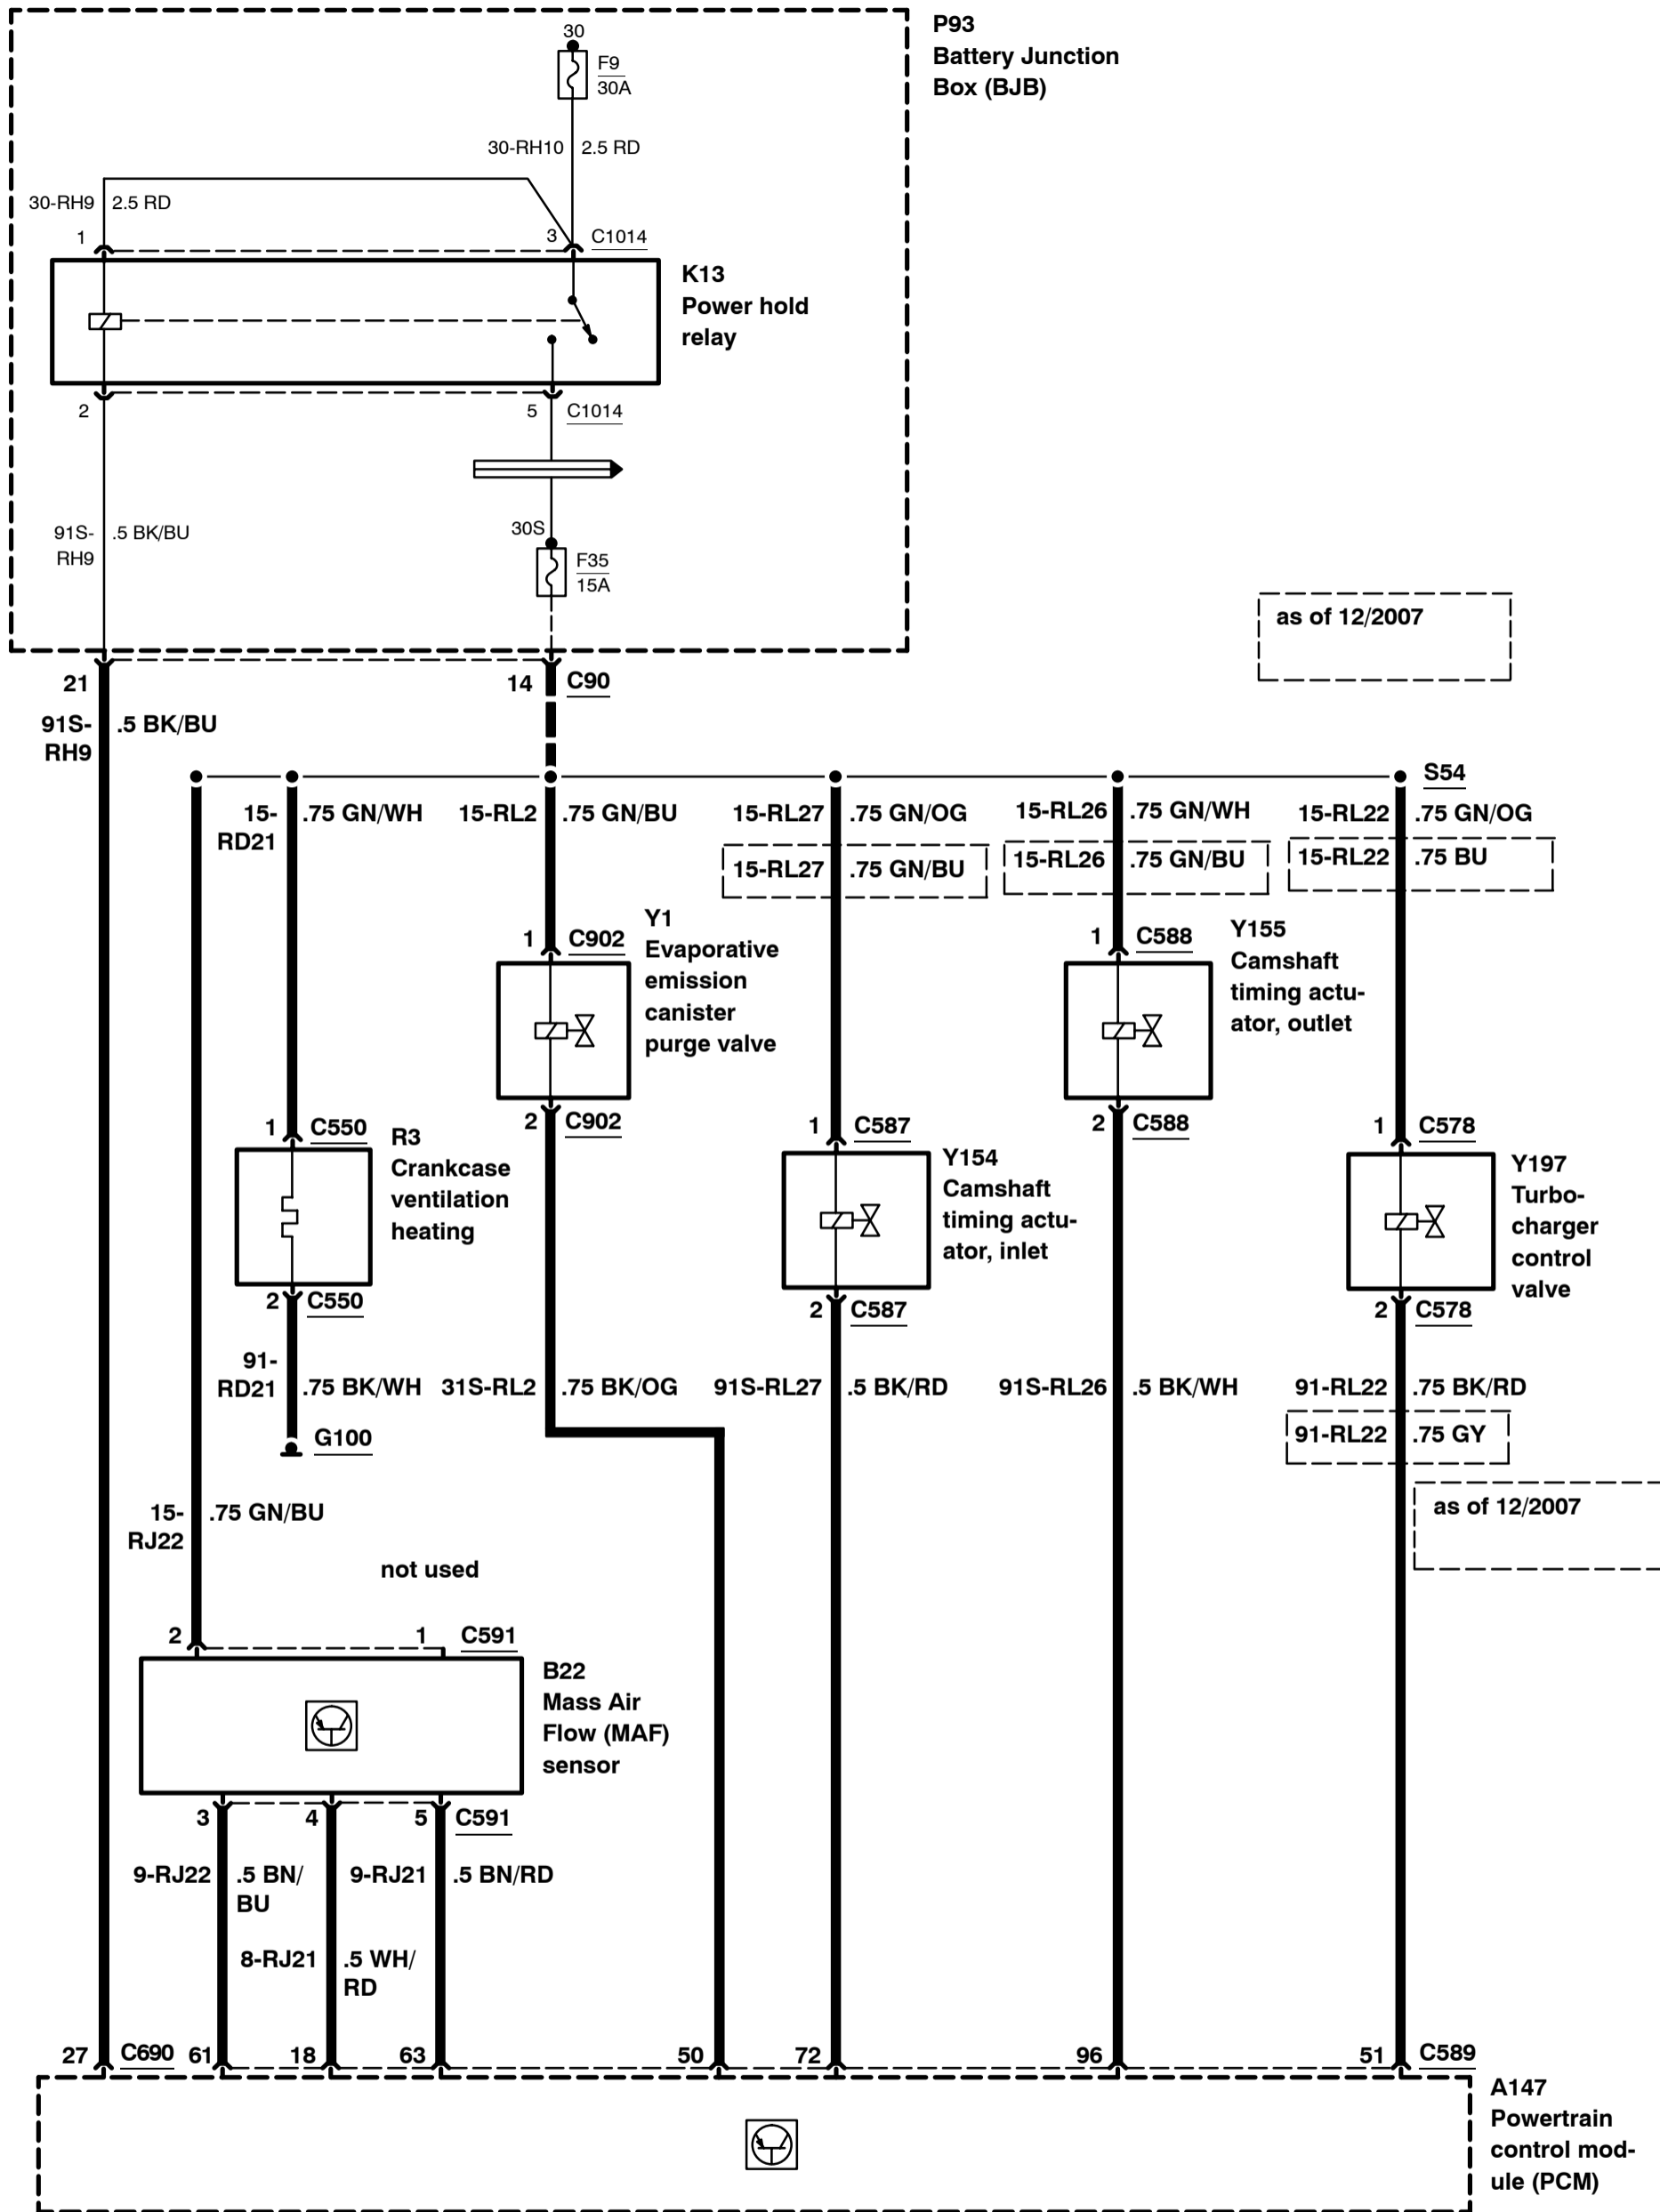 P93
Battery Junction
Box (BJB)
30
F9
30A
30-RH10 2.5 RD
30-RH9 2.5 RD
1 3 C1014
K13
Power hold
relay
2 5 C1014
30S
91S-
RH9
.5 BK/BU
F35
15A
as of 12/2007
21 14 C90
91S-
RH9
.5 BK/BU
S54
15-
RD21
.75 GN/WH
15-RL2 .75 GN/BU
15-RL27 .75 GN/OG
15-RL26 .75 GN/WH
15-RL22 .75 GN/OG
15-RL27 .75 GN/BU
15-RL26 .75 GN/BU
15-RL22 .75 BU
1 C902
Y1
Evaporative
emission
canister
purge valve
1 C588
Y155
Camshaft
timing actu-
ator, outlet
2 C902
2 C588
1 C550
R3
Crankcase
ventilation
heating
1 C587
Y154
Camshaft
timing actu-
ator, inlet
1 C578
Y197
Turbo-
charger
control
valve
2 C550
2 C587
2 C578
91-
RD21
.75 BK/WH
31S-RL2 .75 BK/OG
91S-RL27 .5 BK/RD
91S-RL26 .5 BK/WH
91-RL22 .75 BK/RD
91-RL22 .75 GY
G100
as of 12/2007
15-
RJ22
.75 GN/BU
not used
2 1 C591
B22
Mass Air
Flow (MAF)
sensor
3 4 5 C591
9-RJ22 .5 BN/
BU
9-RJ21 .5 BN/RD
8-RJ21 .5 WH/
RD
27 C690 61 18 63 50 72 96 51 C589
A147
Powertrain
control mod-
ule (PCM)